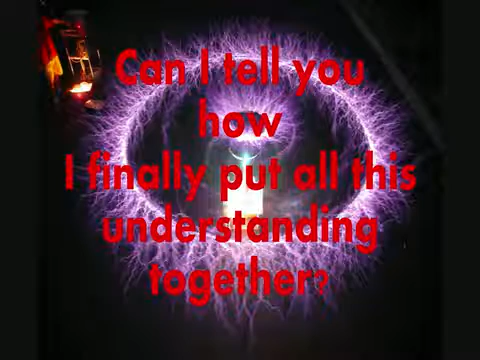 Can I tell you
how
I finally put all this
understanding
together?